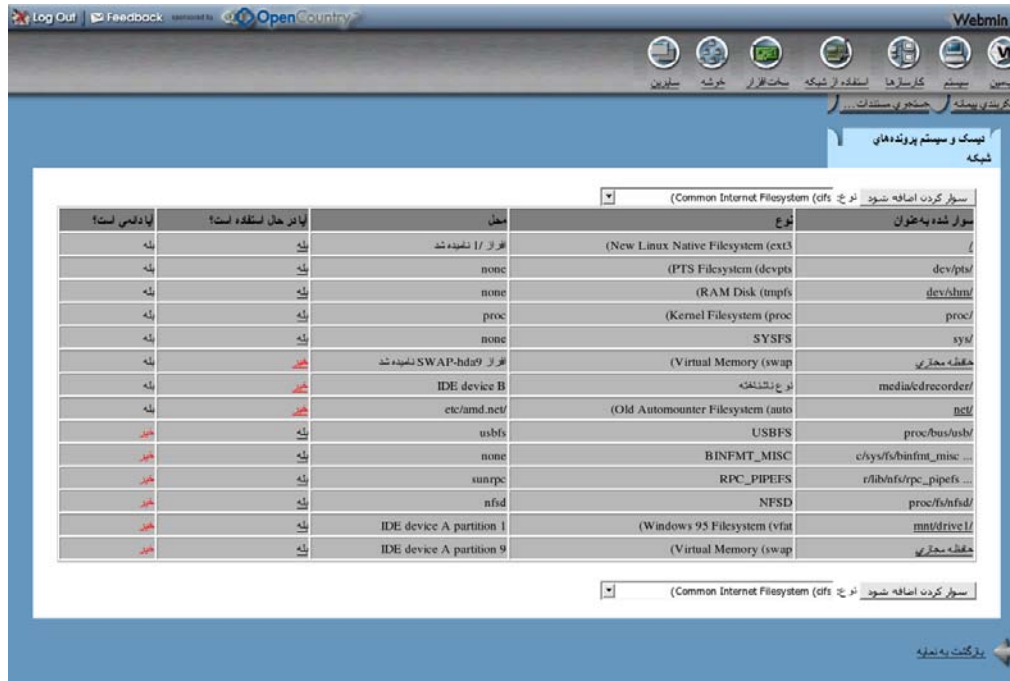 Log Out
Feedback
OpenCountry
Webmin
سیستم
کارسازها
استفاده از شبکه
سخت‌افزار
خوشه
سایرین
کربندی پیمانه
جستجوی مستندات ...
دیسک و سیستم پرونده‌های
شبکه
سوار کردن اضافه شود نوع: (Common Internet Filesystem (cifs
سوار شده به‌عنوان نوع محل آیا در حال استفاده است؟ آیا دائمی است؟
/ (New Linux Native Filesystem (ext3 افراز /1 نامیده شد بله بله
dev/pts/ (PTS Filesystem (devpts none بله بله
dev/shm/ (RAM Disk (tmpfs none بله بله
proc/ (Kernel Filesystem (proc proc بله بله
sys/ SYSFS none بله بله
حافظه مجازی (Virtual Memory (swap افراز SWAP-hda9 نامیده شد خیر بله
media/cdrecorder/ نوع ناشناخته IDE device B خیر بله
net/ (Old Automounter Filesystem (auto etc/amd.net/ خیر بله
proc/bus/usb/ USBFS usbfs بله خیر
c/sys/fs/binfmt_misc ... BINFMT_MISC none بله خیر
r/lib/nfs/rpc_pipefs ... RPC_PIPEFS sunrpc بله خیر
proc/fs/nfsd/ NFSD nfsd بله خیر
mnt/drive1/ (Windows 95 Filesystem (vfat IDE device A partition 1 بله خیر
حافظه مجازی (Virtual Memory (swap IDE device A partition 9 بله خیر
سوار کردن اضافه شود نوع: (Common Internet Filesystem (cifs
بازگشت به نمایه